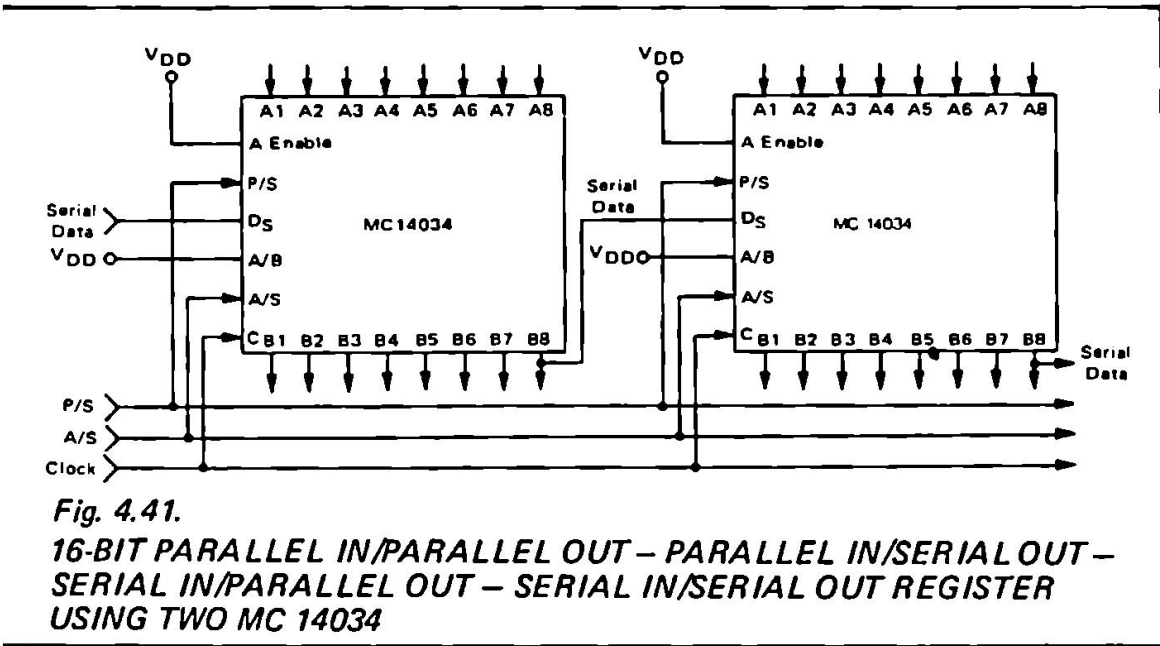 VDD VDD
A1 A2 A3 A4 A5 A6 A7 A8 A1 A2 A3 A4 A5 A6 A7 A8
A Enable A Enable
P/S P/S
Serial Data DS MC14034 Serial Data DS MC 14034
VDD A/B VDD A/B
A/S A/S
C B1 B2 B3 B4 B5 B6 B7 B8 C B1 B2 B3 B4 B5 B6 B7 B8 Serial Data
P/S
A/S
Clock
Fig. 4.41.
16-BIT PARALLEL IN/PARALLEL OUT – PARALLEL IN/SERIAL OUT –
SERIAL IN/PARALLEL OUT – SERIAL IN/SERIAL OUT REGISTER
USING TWO MC 14034